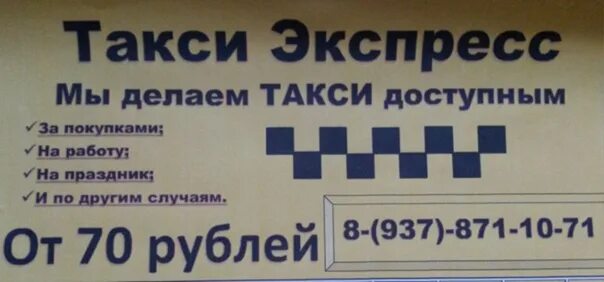 Такси Экспресс
Мы делаем ТАКСИ доступным
За покупками;
На работу;
На праздник;
И по другим случаям.
От 70 рублей
8-(937)-871-10-71